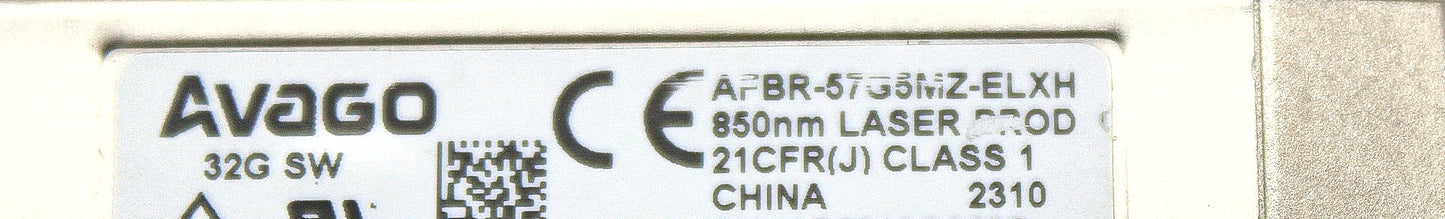 AVAGO
32G SW
CE
AFBR-57G5MZ-ELXH
850nm LASER PROD
21CFR(J) CLASS 1
CHINA 2310